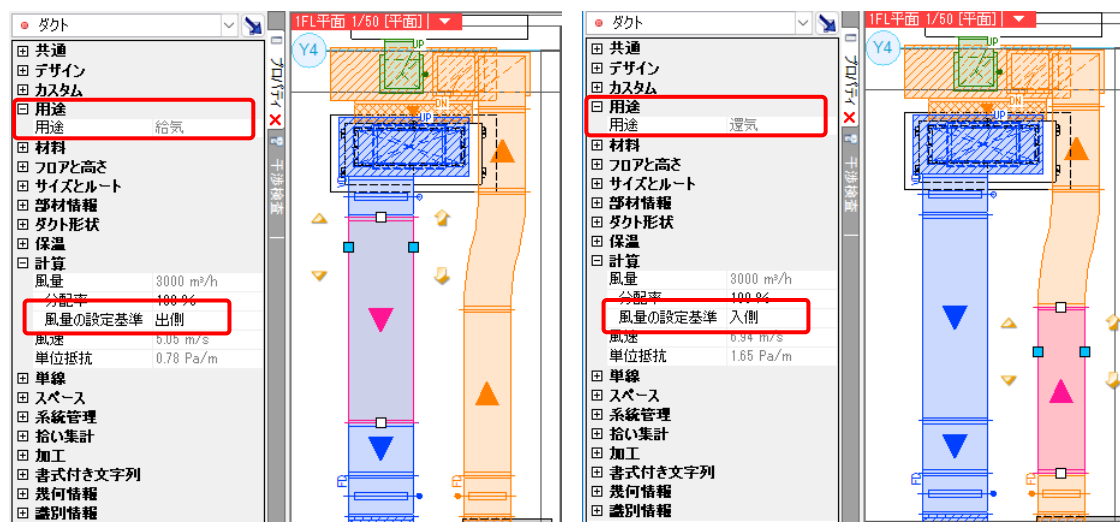 ダクト
共通
デザイン
カスタム
用途
用途 給気
材料
フロアと高さ
サイズとルート
部材情報
ダクト形状
保温
計算
風量 3000 m³/h
分配率 100 %
風量の設定基準 出側
風速 5.05 m/s
単位抵抗 0.78 Pa/m
単線
スペース
系統管理
拾い集計
加工
書式付き文字列
幾何情報
識別情報
プロパティ
干渉検査
1FL平面 1/50 [平面]
Y4
UP
DN
UP
VD
FD
FD
ダクト
共通
デザイン
カスタム
用途
用途 還気
材料
フロアと高さ
サイズとルート
部材情報
ダクト形状
保温
計算
風量 3000 m³/h
分配率 100 %
風量の設定基準 入側
風速 6.94 m/s
単位抵抗 1.65 Pa/m
単線
スペース
系統管理
拾い集計
加工
書式付き文字列
幾何情報
識別情報
プロパティ
干渉検査
1FL平面 1/50 [平面]
Y4
UP
DN
UP
VD
FD
FD